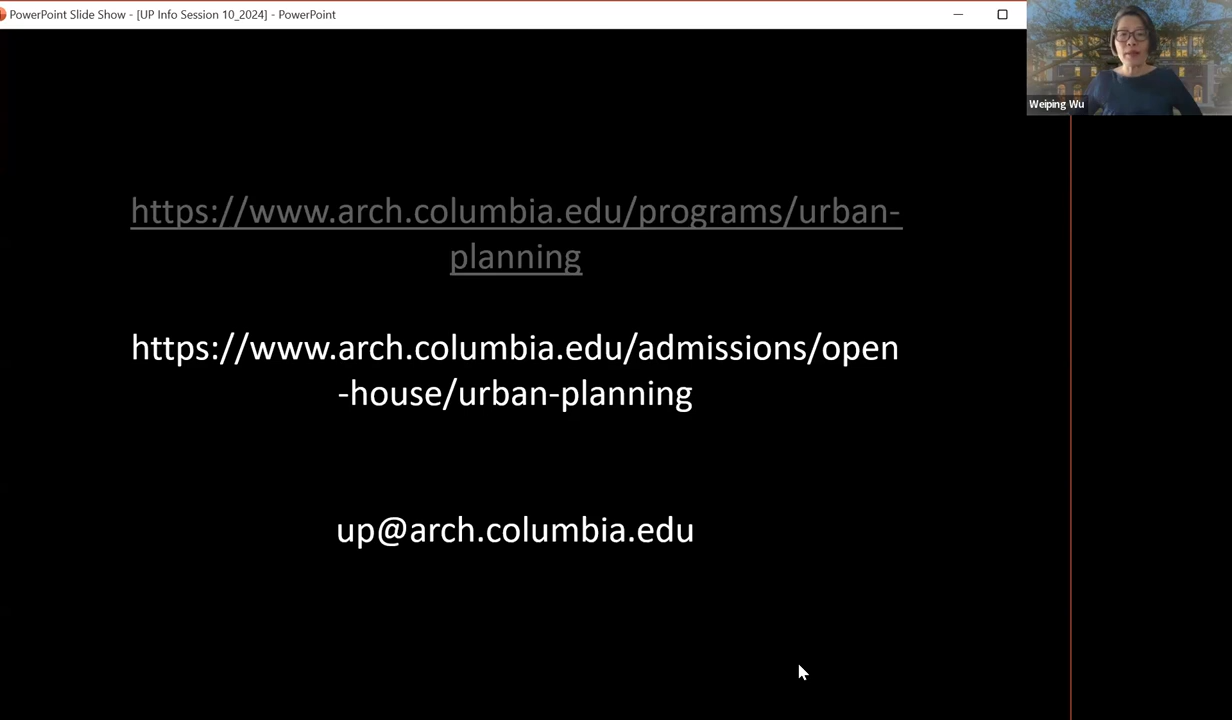 PowerPoint Slide Show - [UP Info Session 10_2024] - PowerPoint
Weiping Wu
https://www.arch.columbia.edu/programs/urban-
planning
https://www.arch.columbia.edu/admissions/open
-house/urban-planning
up@arch.columbia.edu